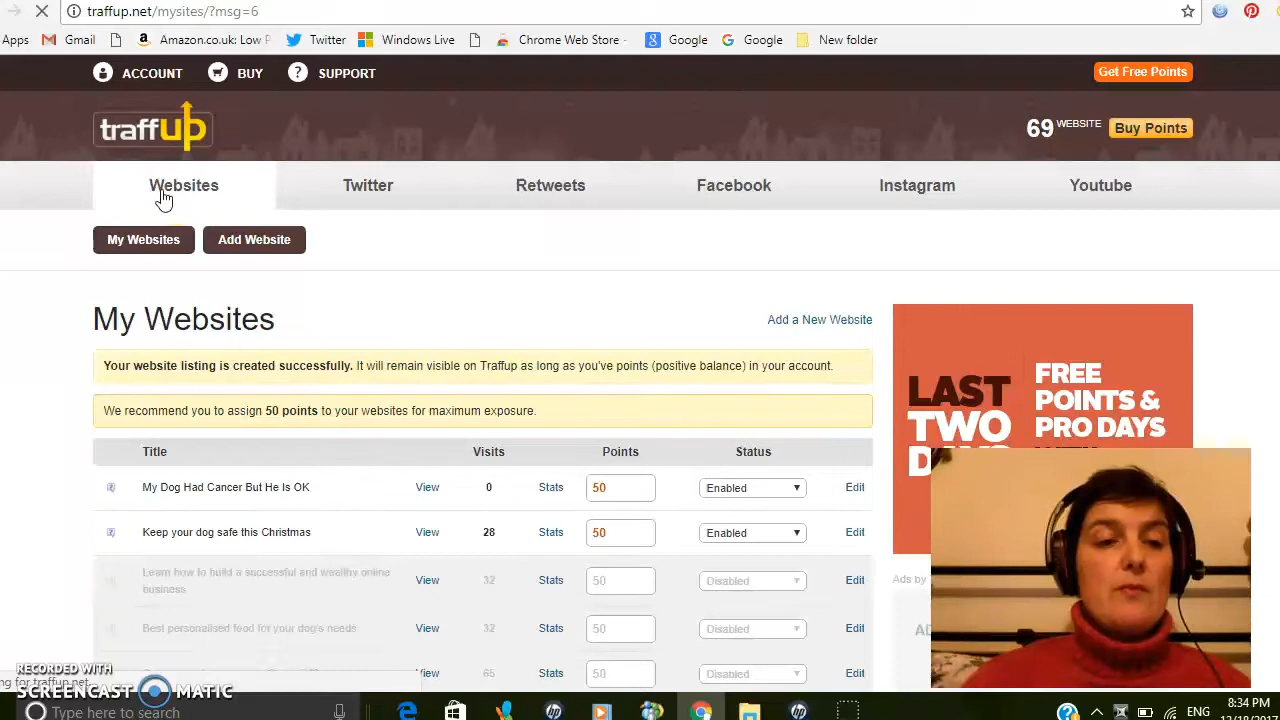 traffup.net/mysites/?msg=6
Apps Gmail Amazon.co.uk: Low P Twitter Windows Live Chrome Web Store - Google Google New folder
ACCOUNT BUY ? SUPPORT Get Free Points
traffup 69 WEBSITE Buy Points
Websites Twitter Retweets Facebook Instagram Youtube
My Websites Add Website
My Websites Add a New Website
Your website listing is created successfully. It will remain visible on Traffup as long as you've points (positive balance) in your account.
We recommend you to assign 50 points to your websites for maximum exposure.
Title Visits Points Status
My Dog Had Cancer But He Is OK View 0 Stats 50 Enabled Edit
Keep your dog safe this Christmas View 28 Stats 50 Enabled Edit
Learn how to build a successful and wealthy online
business View 32 Stats 50 Disabled Edit
Best personalised food for your dog's needs View 32 Stats 50 Disabled Edit
View 65 Stats 50 Disabled Edit
LAST
TWO
FREE
POINTS &
PRO DAYS
Ads by
RECORDED WITH
SCREENCAST MATIC
ng for traffup.net
Type here to search
ENG 8:34 PM